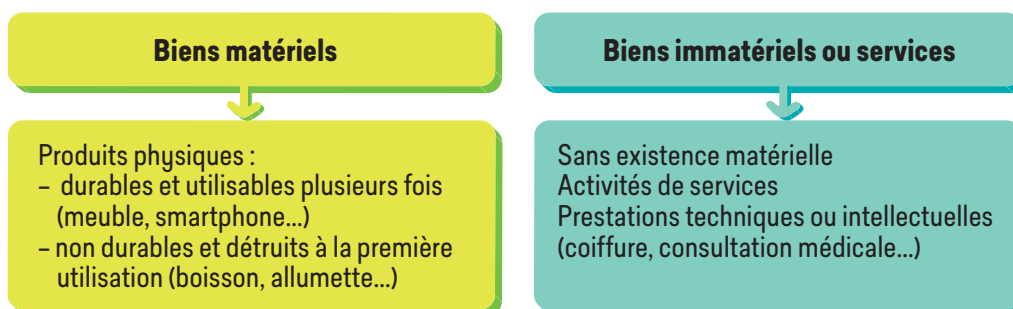 Biens matériels
Produits physiques :
– durables et utilisables plusieurs fois
(meuble, smartphone...)
– non durables et détruits à la première
utilisation (boisson, allumette...)
Biens immatériels ou services
Sans existence matérielle
Activités de services
Prestations techniques ou intellectuelles
(coiffure, consultation médicale...)